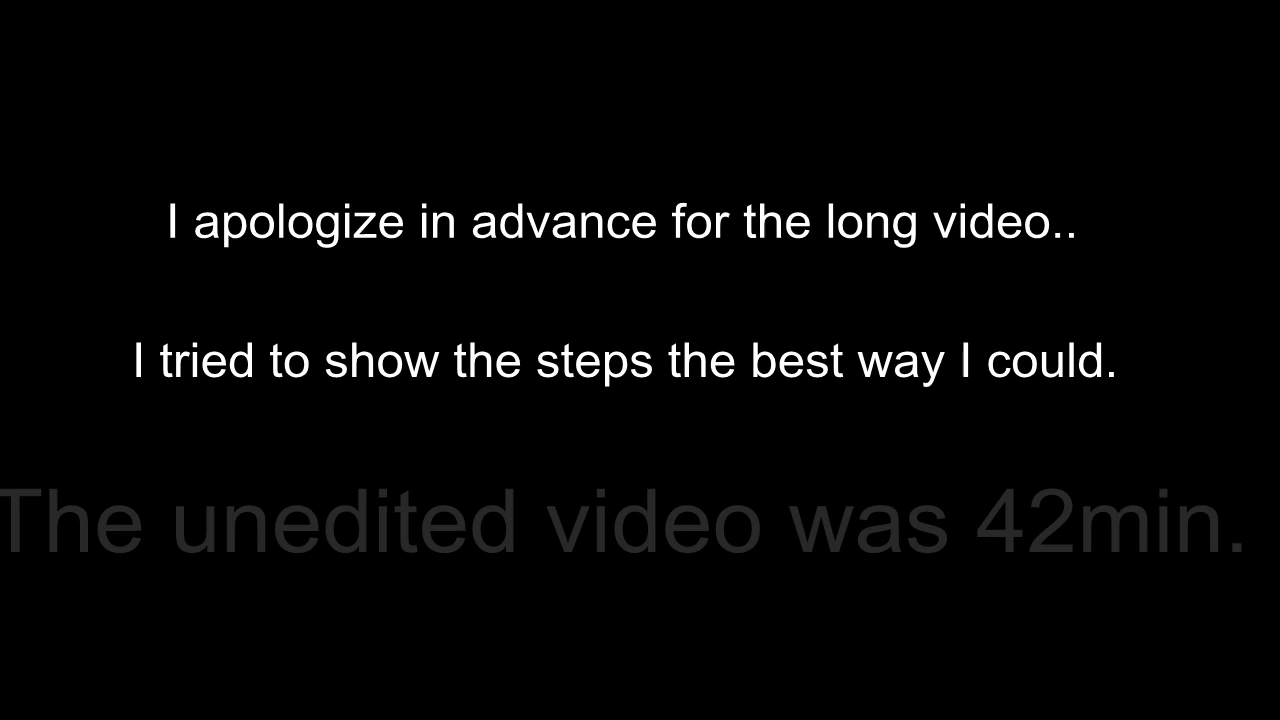 I apologize in advance for the long video..
I tried to show the steps the best way I could.
The unedited video was 42min.